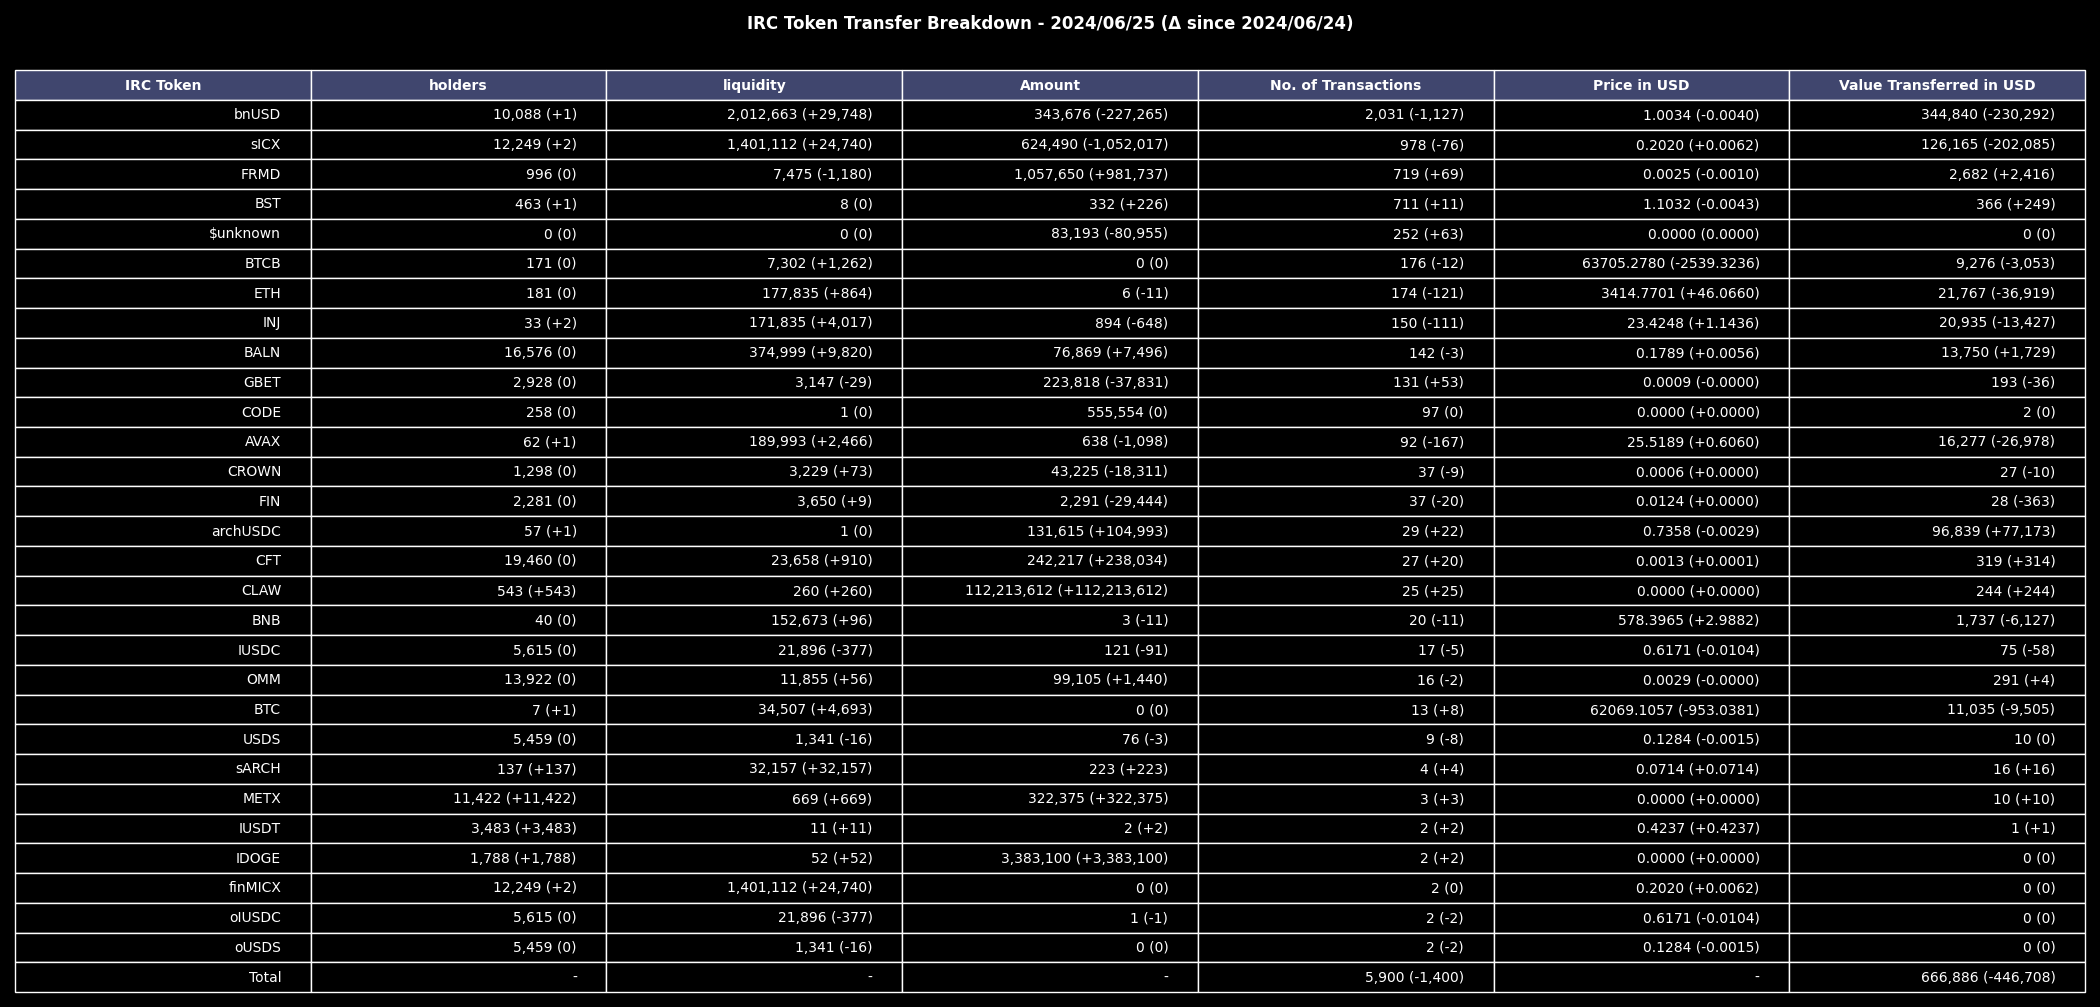 IRC Token Transfer Breakdown - 2024/06/25 (Δ since 2024/06/24)
IRC Token holders liquidity Amount No. of Transactions Price in USD Value Transferred in USD
bnUSD 10,088 (+1) 2,012,663 (+29,748) 343,676 (-227,265) 2,031 (-1,127) 1.0034 (-0.0040) 344,840 (-230,292)
sICX 12,249 (+2) 1,401,112 (+24,740) 624,490 (-1,052,017) 978 (-76) 0.2020 (+0.0062) 126,165 (-202,085)
FRMD 996 (0) 7,475 (-1,180) 1,057,650 (+981,737) 719 (+69) 0.0025 (-0.0010) 2,682 (+2,416)
BST 463 (+1) 8 (0) 332 (+226) 711 (+11) 1.1032 (-0.0043) 366 (+249)
$unknown 0 (0) 0 (0) 83,193 (-80,955) 252 (+63) 0.0000 (0.0000) 0 (0)
BTCB 171 (0) 7,302 (+1,262) 0 (0) 176 (-12) 63705.2780 (-2539.3236) 9,276 (-3,053)
ETH 181 (0) 177,835 (+864) 6 (-11) 174 (-121) 3414.7701 (+46.0660) 21,767 (-36,919)
INJ 33 (+2) 171,835 (+4,017) 894 (-648) 150 (-111) 23.4248 (+1.1436) 20,935 (-13,427)
BALN 16,576 (0) 374,999 (+9,820) 76,869 (+7,496) 142 (-3) 0.1789 (+0.0056) 13,750 (+1,729)
GBET 2,928 (0) 3,147 (-29) 223,818 (-37,831) 131 (+53) 0.0009 (-0.0000) 193 (-36)
CODE 258 (0) 1 (0) 555,554 (0) 97 (0) 0.0000 (+0.0000) 2 (0)
AVAX 62 (+1) 189,993 (+2,466) 638 (-1,098) 92 (-167) 25.5189 (+0.6060) 16,277 (-26,978)
CROWN 1,298 (0) 3,229 (+73) 43,225 (-18,311) 37 (-9) 0.0006 (+0.0000) 27 (-10)
FIN 2,281 (0) 3,650 (+9) 2,291 (-29,444) 37 (-20) 0.0124 (+0.0000) 28 (-363)
archUSDC 57 (+1) 1 (0) 131,615 (+104,993) 29 (+22) 0.7358 (-0.0029) 96,839 (+77,173)
CFT 19,460 (0) 23,658 (+910) 242,217 (+238,034) 27 (+20) 0.0013 (+0.0001) 319 (+314)
CLAW 543 (+543) 260 (+260) 112,213,612 (+112,213,612) 25 (+25) 0.0000 (+0.0000) 244 (+244)
BNB 40 (0) 152,673 (+96) 3 (-11) 20 (-11) 578.3965 (+2.9882) 1,737 (-6,127)
IUSDC 5,615 (0) 21,896 (-377) 121 (-91) 17 (-5) 0.6171 (-0.0104) 75 (-58)
OMM 13,922 (0) 11,855 (+56) 99,105 (+1,440) 16 (-2) 0.0029 (-0.0000) 291 (+4)
BTC 7 (+1) 34,507 (+4,693) 0 (0) 13 (+8) 62069.1057 (-953.0381) 11,035 (-9,505)
USDS 5,459 (0) 1,341 (-16) 76 (-3) 9 (-8) 0.1284 (-0.0015) 10 (0)
sARCH 137 (+137) 32,157 (+32,157) 223 (+223) 4 (+4) 0.0714 (+0.0714) 16 (+16)
METX 11,422 (+11,422) 669 (+669) 322,375 (+322,375) 3 (+3) 0.0000 (+0.0000) 10 (+10)
IUSDT 3,483 (+3,483) 11 (+11) 2 (+2) 2 (+2) 0.4237 (+0.4237) 1 (+1)
IDOGE 1,788 (+1,788) 52 (+52) 3,383,100 (+3,383,100) 2 (+2) 0.0000 (+0.0000) 0 (0)
finMICX 12,249 (+2) 1,401,112 (+24,740) 0 (0) 2 (0) 0.2020 (+0.0062) 0 (0)
oIUSDC 5,615 (0) 21,896 (-377) 1 (-1) 2 (-2) 0.6171 (-0.0104) 0 (0)
oUSDS 5,459 (0) 1,341 (-16) 0 (0) 2 (-2) 0.1284 (-0.0015) 0 (0)
Total - - - 5,900 (-1,400) - 666,886 (-446,708)